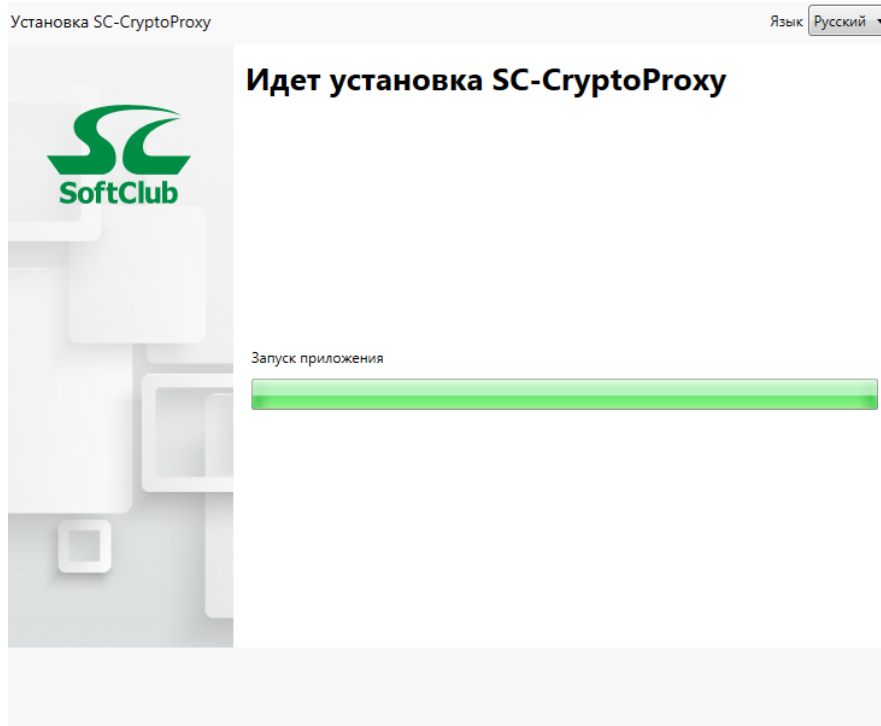 Установка SC-CryptoProxy
Язык Русский
Идет установка SC-CryptoProxy
SC
SoftClub
Запуск приложения